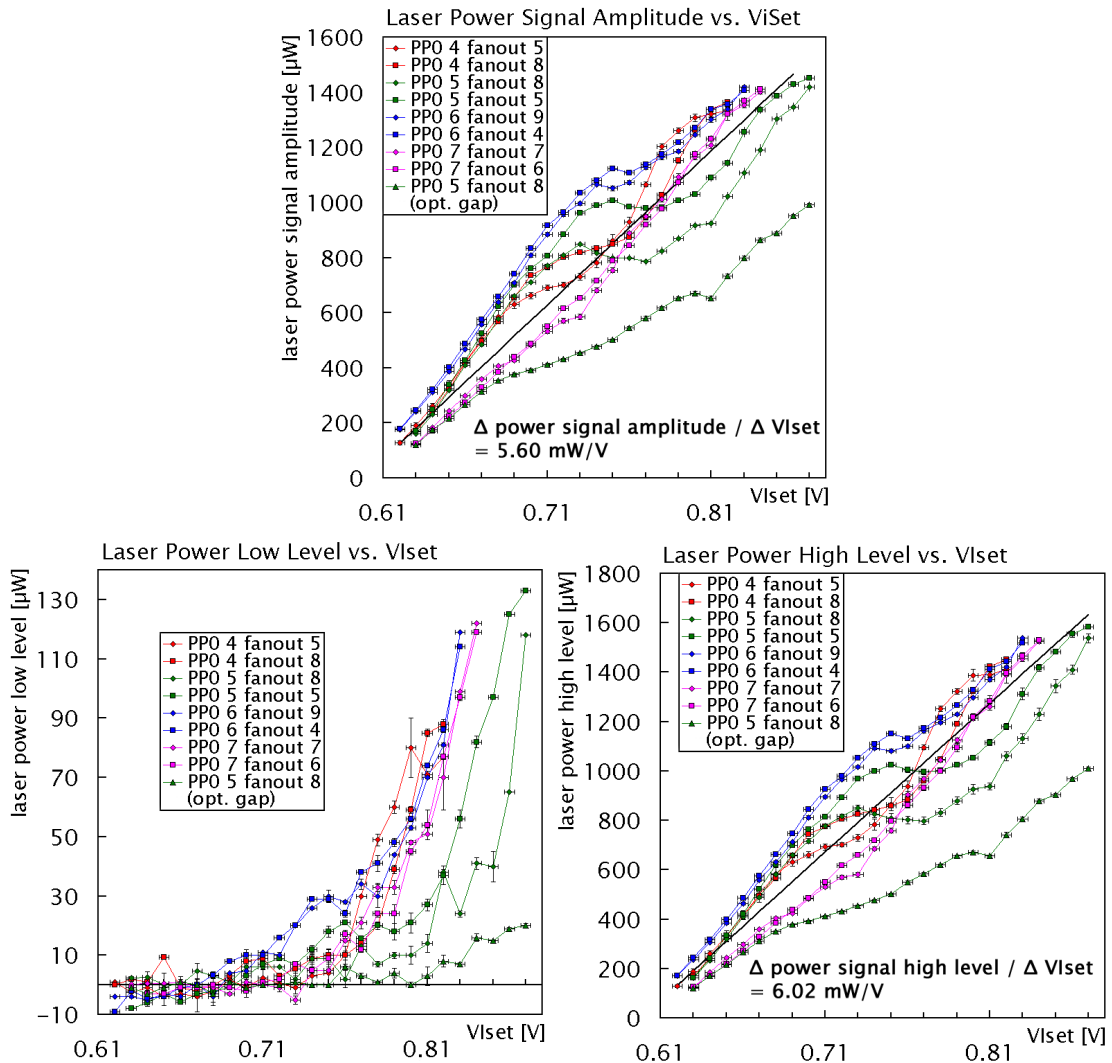 Laser Power Signal Amplitude vs. ViSet
laser power signal amplitude [µW]
1600
1400
1200
1000
800
600
400
200
0
PP0 4 fanout 5
PP0 4 fanout 8
PP0 5 fanout 8
PP0 5 fanout 5
PP0 6 fanout 9
PP0 6 fanout 4
PP0 7 fanout 7
PP0 7 fanout 6
PP0 5 fanout 8
(opt. gap)
Δ power signal amplitude / Δ VIset
= 5.60 mW/V
VIset [V]
0.61
0.71
0.81
Laser Power Low Level vs. VIset
laser power low level [µW]
130
110
90
70
50
30
10
-10
PP0 4 fanout 5
PP0 4 fanout 8
PP0 5 fanout 8
PP0 5 fanout 5
PP0 6 fanout 9
PP0 6 fanout 4
PP0 7 fanout 7
PP0 7 fanout 6
PP0 5 fanout 8
(opt. gap)
VIset [V]
0.61
0.71
0.81
Laser Power High Level vs. VIset
laser power high level [µW]
1800
1600
1400
1200
1000
800
600
400
200
0
PP0 4 fanout 5
PP0 4 fanout 8
PP0 5 fanout 8
PP0 5 fanout 5
PP0 6 fanout 9
PP0 6 fanout 4
PP0 7 fanout 7
PP0 7 fanout 6
PP0 5 fanout 8
(opt. gap)
Δ power signal high level / Δ VIset
= 6.02 mW/V
VIset [V]
0.61
0.71
0.81